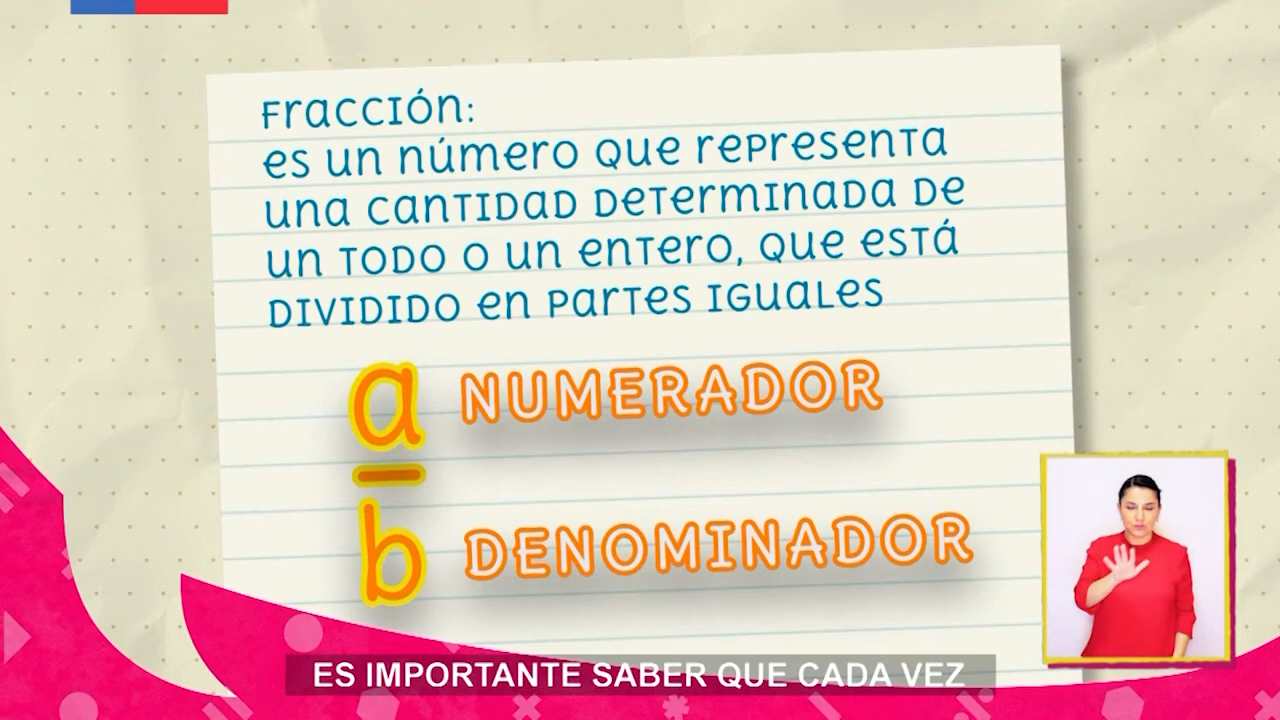 Fracción:
es un número que representa
una cantidad determinada de
un todo o un entero, que está
dividido en partes iguales
a NUMERADOR
b DENOMINADOR
ES IMPORTANTE SABER QUE CADA VEZ